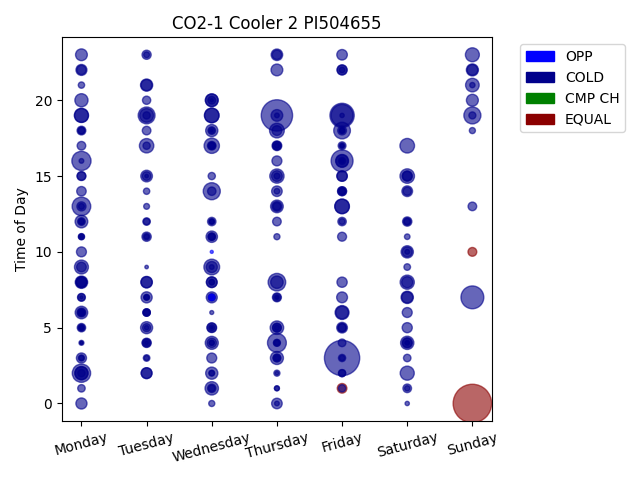 CO2-1 Cooler 2 PI504655
OPP
COLD
CMP CH
EQUAL
Time of Day
20
15
10
5
0
Monday
Tuesday
Wednesday
Thursday
Friday
Saturday
Sunday